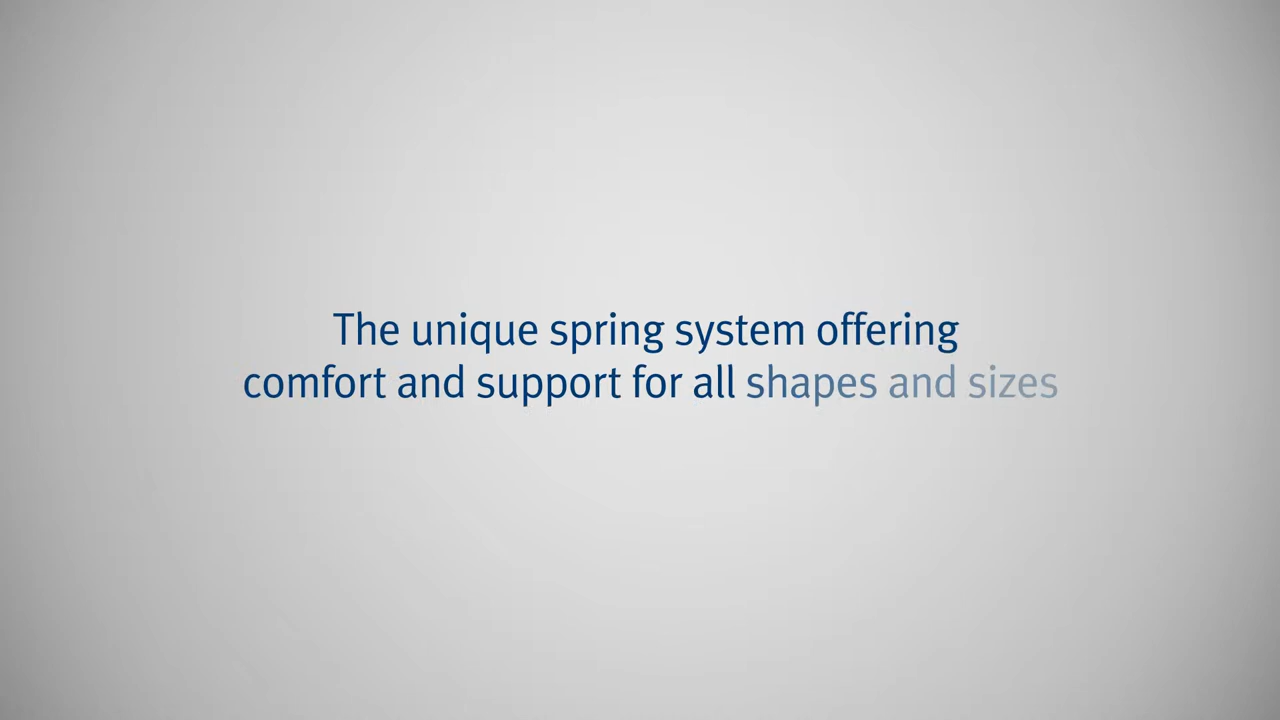 The unique spring system offering
comfort and support for all shapes and sizes